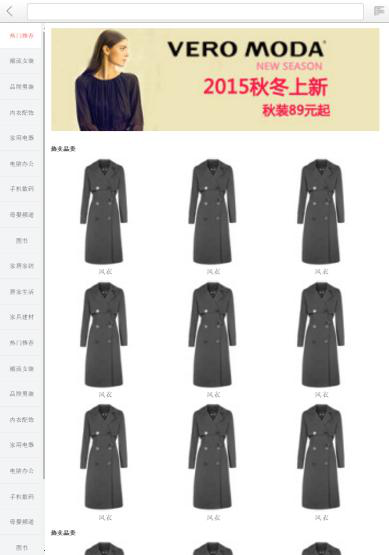 热门推荐
潮流女装
品牌男装
内衣配饰
家用电器
电脑办公
手机数码
母婴频道
图书
家居家纺
居家生活
家具建材
热门推荐
潮流女装
品牌男装
内衣配饰
家用电器
电脑办公
手机数码
母婴频道
图书
VERO MODA
NEW SEASON
2015秋冬上新
秋装89元起
热卖品类
风衣 风衣 风衣
风衣 风衣 风衣
风衣 风衣 风衣
热卖品类